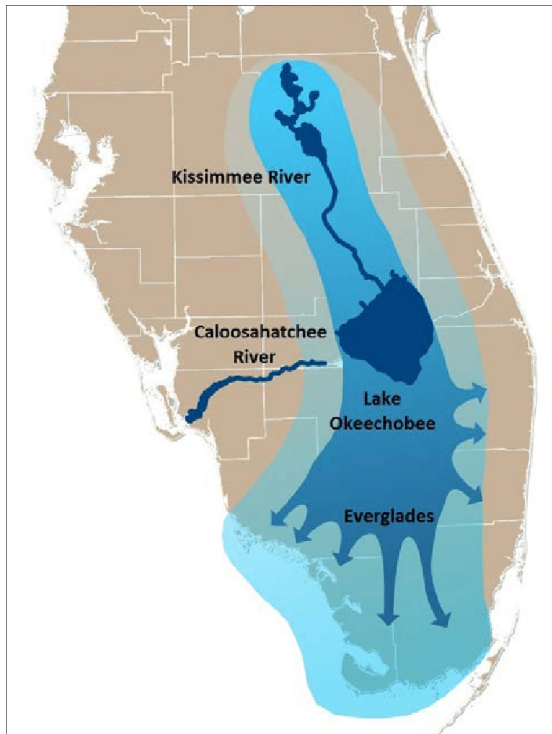 Kissimmee River
Caloosahatchee
River
Lake
Okeechobee
Everglades